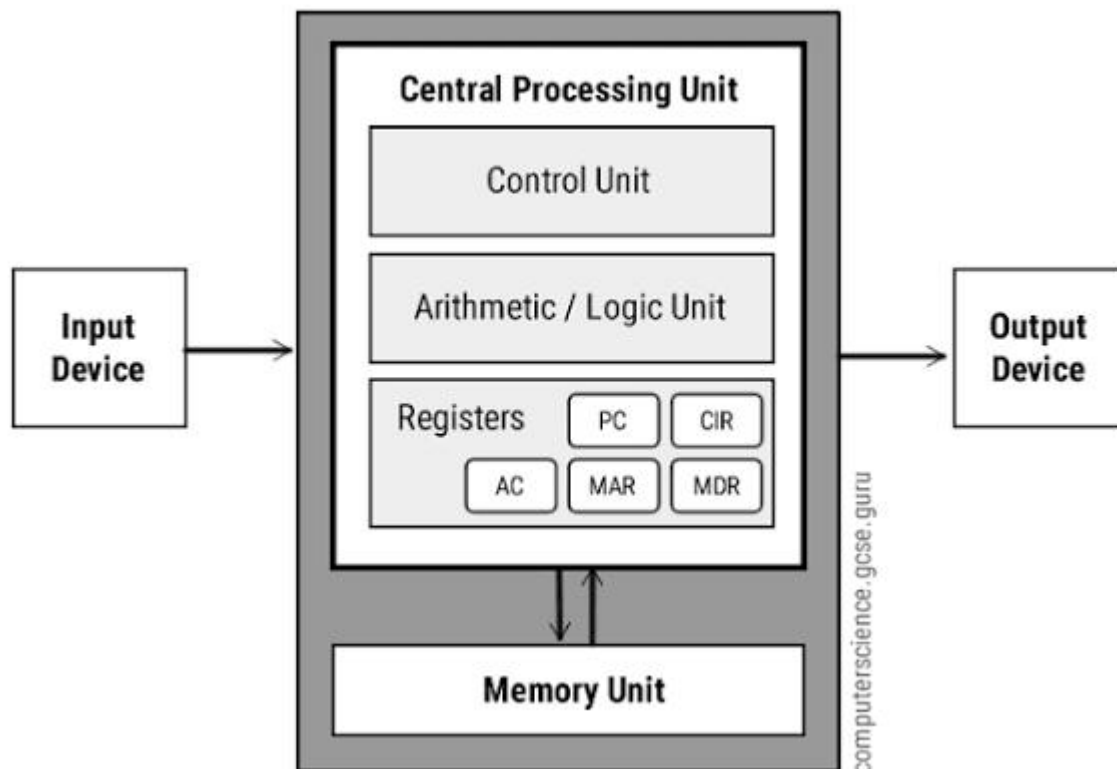 Central Processing Unit
Control Unit
Arithmetic / Logic Unit
Registers
PC
CIR
AC
MAR
MDR
Input
Device
Output
Device
Memory Unit
computerscience.gcse.guru